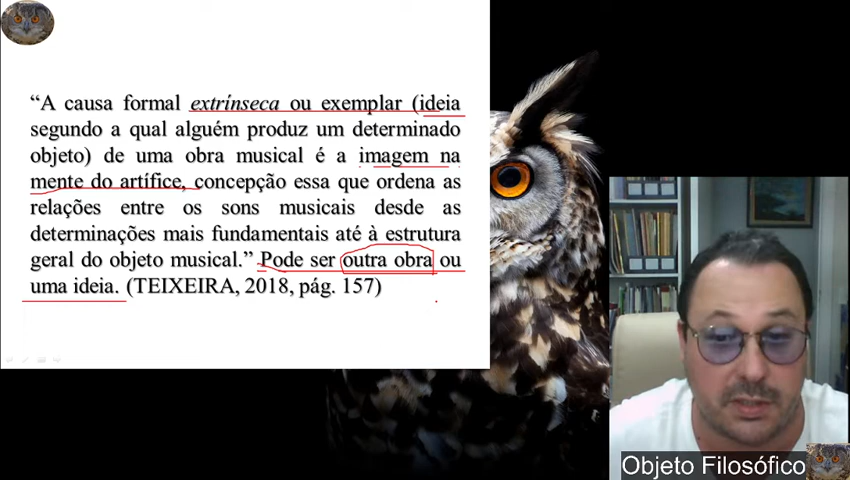 “A causa formal extrínseca ou exemplar (ideia
segundo a qual alguém produz um determinado
objeto) de uma obra musical é a imagem na
mente do artífice, concepção essa que ordena as
relações entre os sons musicais desde as
determinações mais fundamentais até à estrutura
geral do objeto musical.” Pode ser outra obra ou
uma ideia. (TEIXEIRA, 2018, pág. 157)
Objeto Filosófico